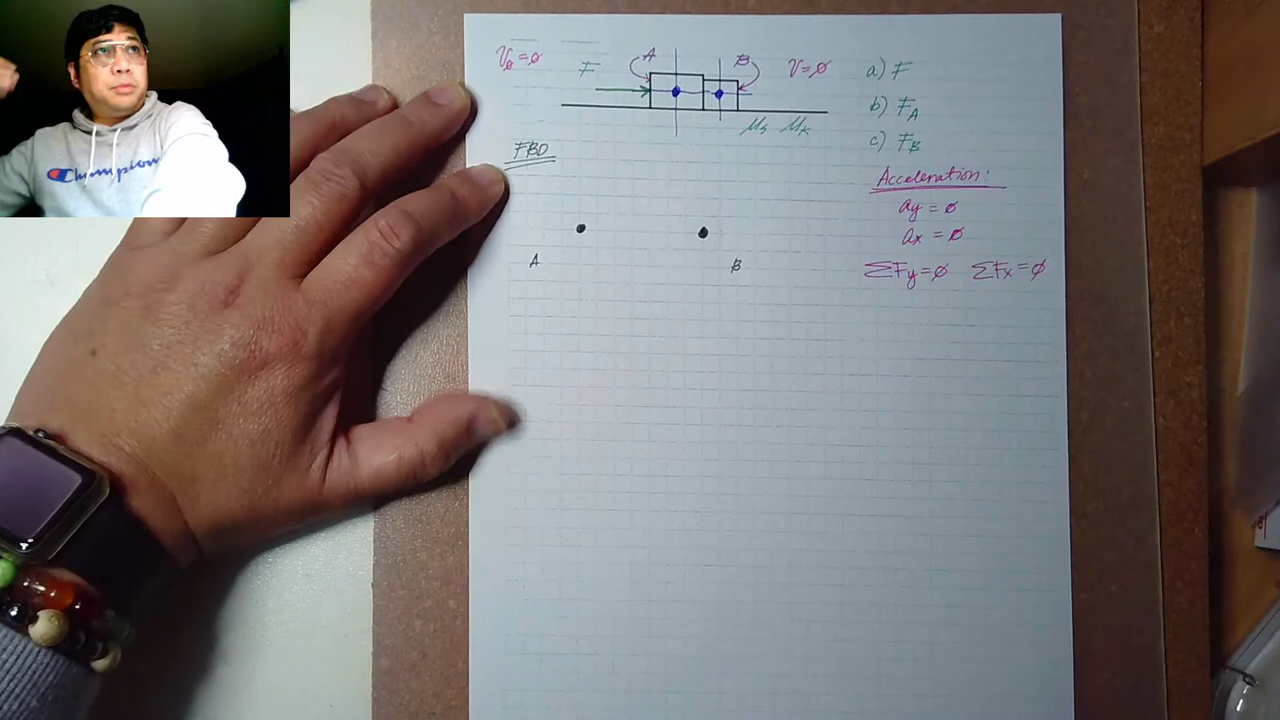 V₀=0 F A B V=0 a) F
μs μk b) F_A
c) F_B
FBD
Acceleration:
ay = 0
ax = 0
ΣFy=0 ΣFx=0
A B
Champion